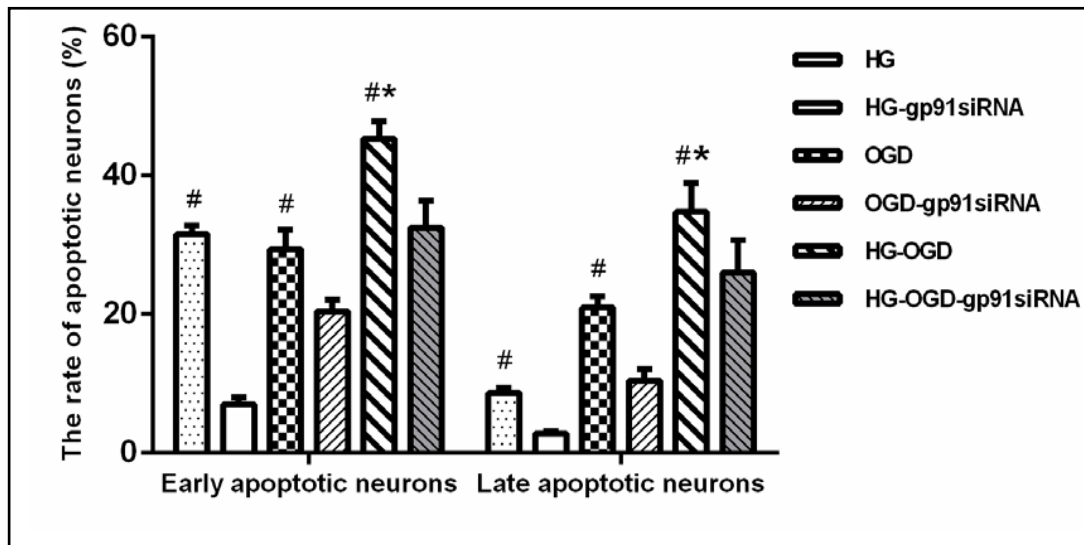 The rate of apoptotic neurons (%)
60
40
20
0
#
#
#*
#
#
#*
Early apoptotic neurons
Late apoptotic neurons
HG
HG-gp91siRNA
OGD
OGD-gp91siRNA
HG-OGD
HG-OGD-gp91siRNA